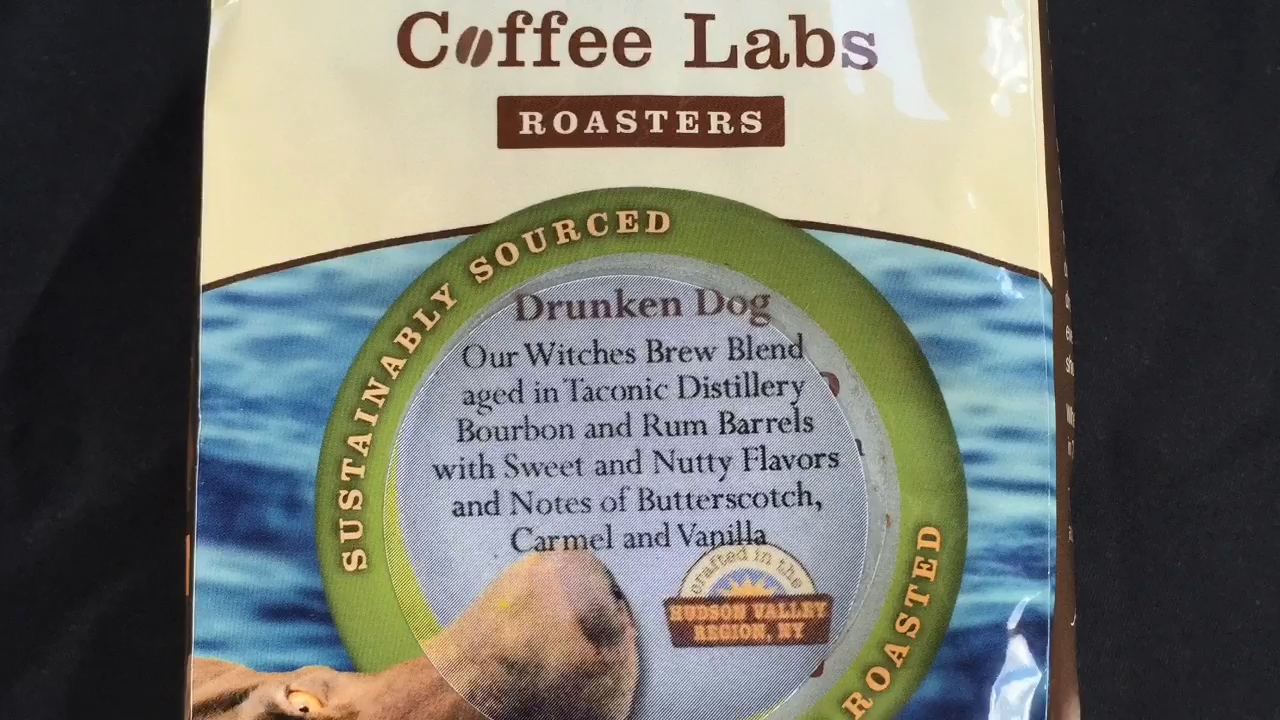 Coffee Labs
ROASTERS
SUSTAINABLY SOURCED
Drunken Dog
Our Witches Brew Blend
aged in Taconic Distillery
Bourbon and Rum Barrels
with Sweet and Nutty Flavors
and Notes of Butterscotch,
Carmel and Vanilla
crafted in the
HUDSON VALLEY
REGION, NY
ROASTED